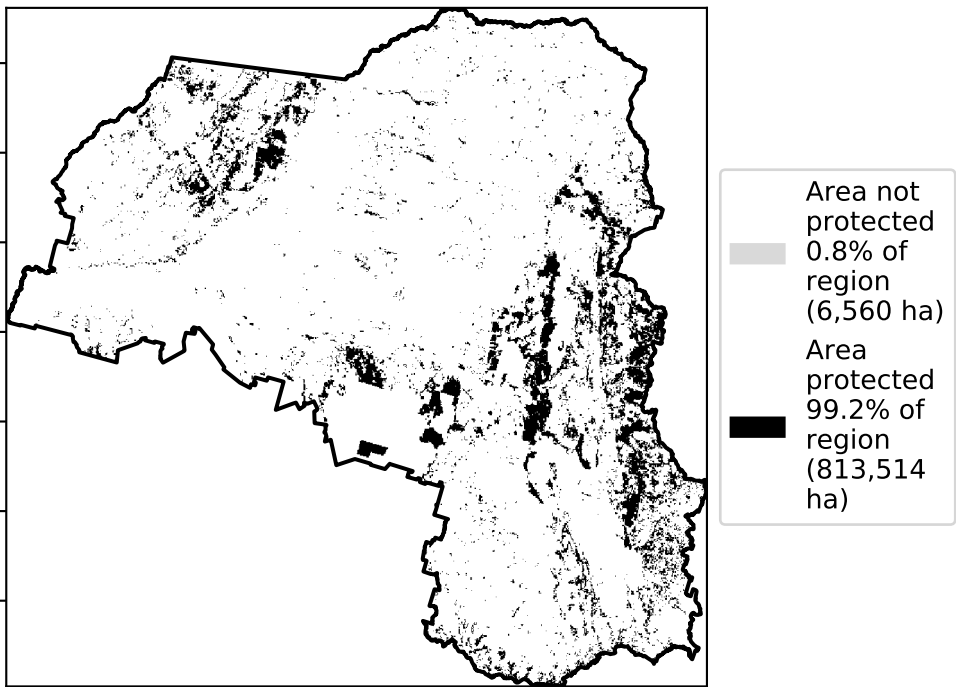 Area not
protected
0.8% of
region
(6,560 ha)
Area
protected
99.2% of
region
(813,514
ha)